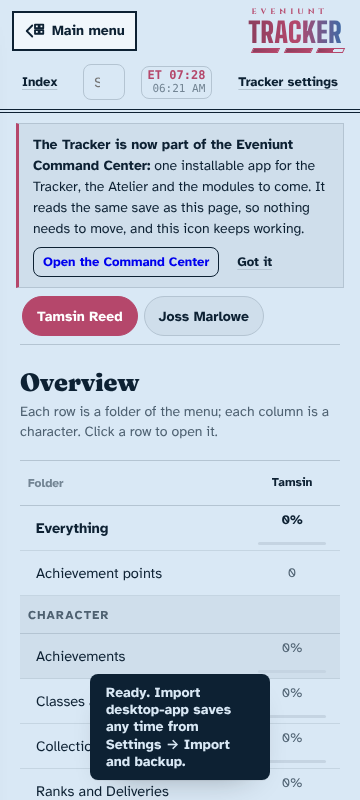 Main menu
EVENIUNT
TRACKER
Index
S
ET 07:28
06:21 AM
Tracker settings
The Tracker is now part of the Eveniunt
Command Center: one installable app for the
Tracker, the Atelier and the modules to come. It
reads the same save as this page, so nothing
needs to move, and this icon keeps working.
Open the Command Center
Got it
Tamsin Reed
Joss Marlowe
Overview
Each row is a folder of the menu; each column is a
character. Click a row to open it.
Folder
Tamsin
Everything
0%
Achievement points
0
CHARACTER
Achievements
0%
Classes
0%
Collectio
0%
Ranks and Deliveries
0%
Ready. Import
desktop-app saves
any time from
Settings → Import
and backup.